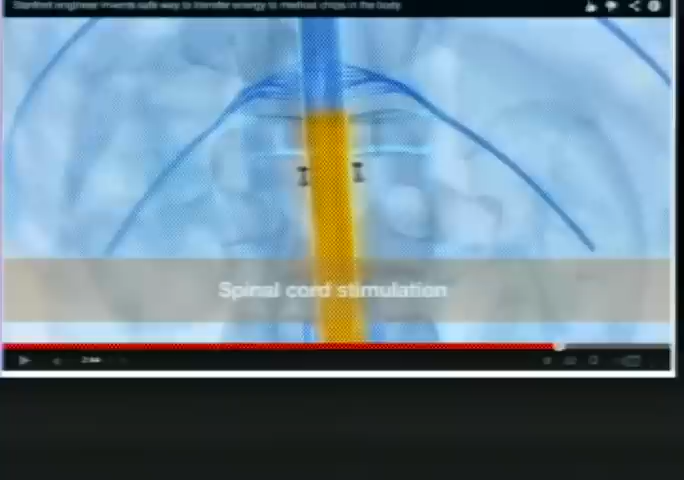 Stanford engineer invents safe way to transfer energy to medical chips in the body
Spinal cord stimulation